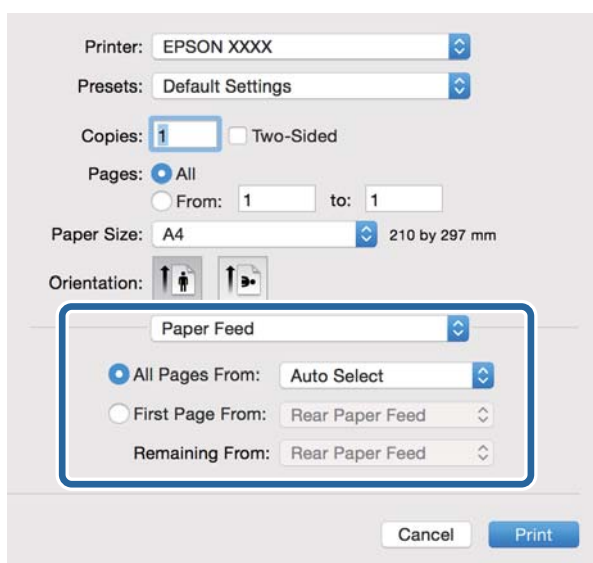 Printer: EPSON XXXX
Presets: Default Settings
Copies: 1 Two-Sided
Pages: All
From: 1 to: 1
Paper Size: A4 210 by 297 mm
Orientation:
Paper Feed
All Pages From: Auto Select
First Page From: Rear Paper Feed
Remaining From: Rear Paper Feed
Cancel Print